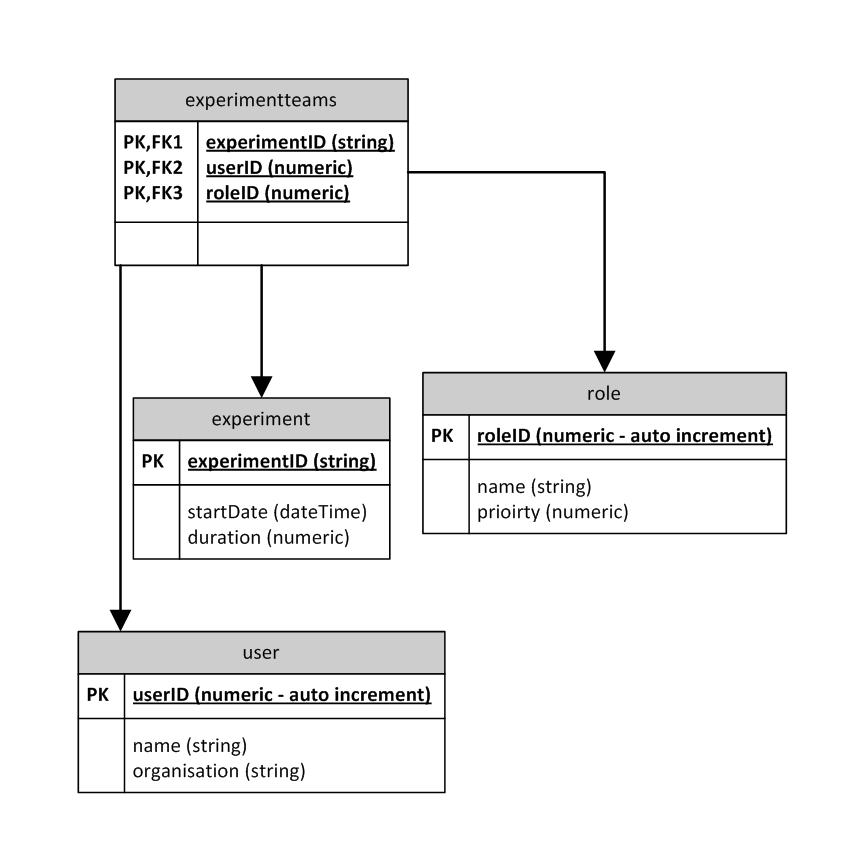 experimentteams
PK,FK1 experimentID (string)
PK,FK2 userID (numeric)
PK,FK3 roleID (numeric)
experiment
PK experimentID (string)
startDate (dateTime)
duration (numeric)
role
PK roleID (numeric - auto increment)
name (string)
prioirty (numeric)
user
PK userID (numeric - auto increment)
name (string)
organisation (string)